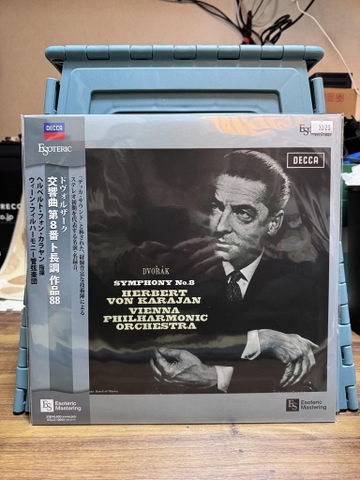 DECCA
ESOTERIC
ドヴォルザーク
交響曲 第8番 ト長調 作品88
ヘルベルト・フォン・カラヤン 指揮
ウィーン・フィルハーモニー管弦楽団
DECCA
DVOŘÁK
SYMPHONY No.8
HERBERT
VON KARAJAN
VIENNA
PHILHARMONIC
ORCHESTRA
ES
Esoteric
Mastering
ES
Esoteric
Mastering